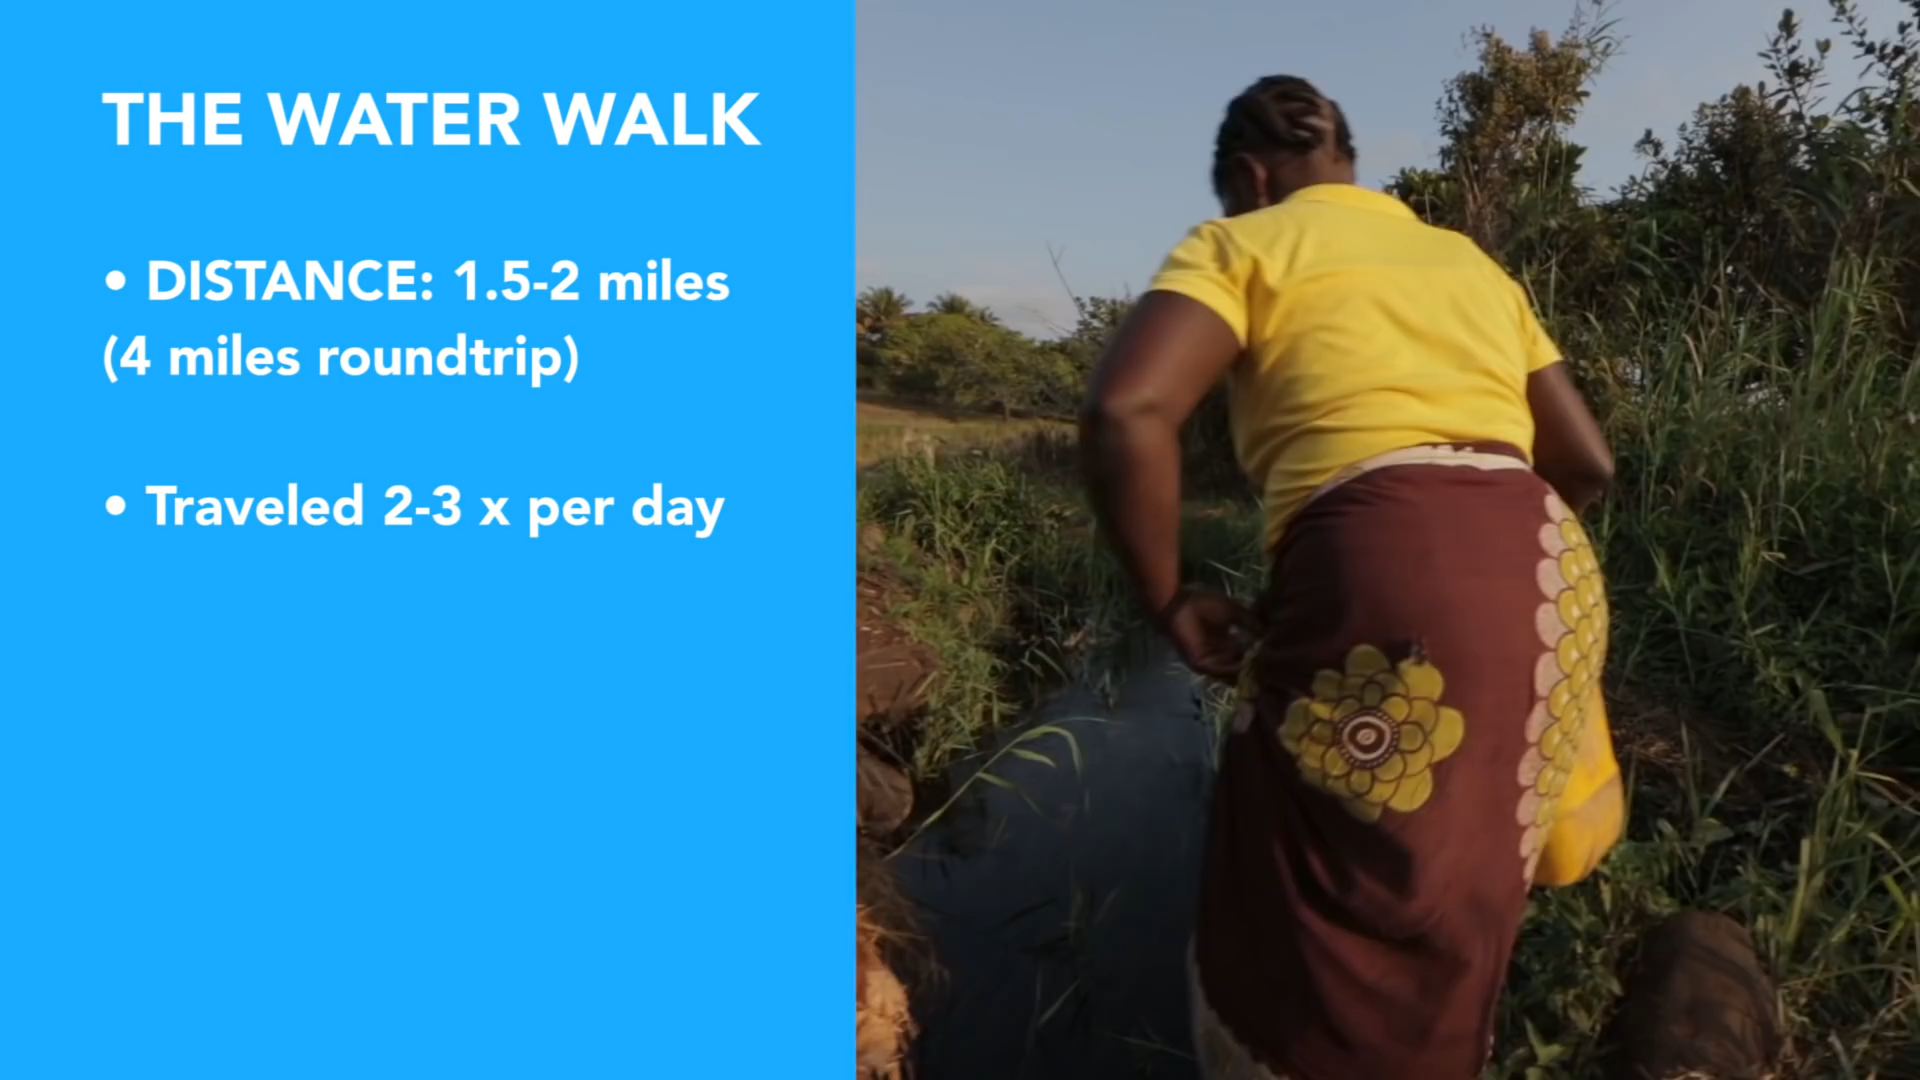 THE WATER WALK
• DISTANCE: 1.5-2 miles
(4 miles roundtrip)
• Traveled 2-3 x per day